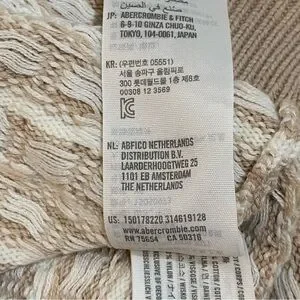 صنع في الصين
JP: ABERCROMBIE & FITCH
6-9-10 GINZA CHUO-KU,
TOKYO, 104-0061, JAPAN
KR: (우편번호 05551)
서울 송파구 올림픽로
300 롯데월드몰 1층 제8호
00308 12 3569
NL: ABFICO NETHERLANDS
DISTRIBUTION B.V.
LAARDERHOOGTWEG 25
1101 EB AMSTERDAM
THE NETHERLANDS
US: 150178220 314619128
www.abercrombie.com
RN 75654 CA 50316